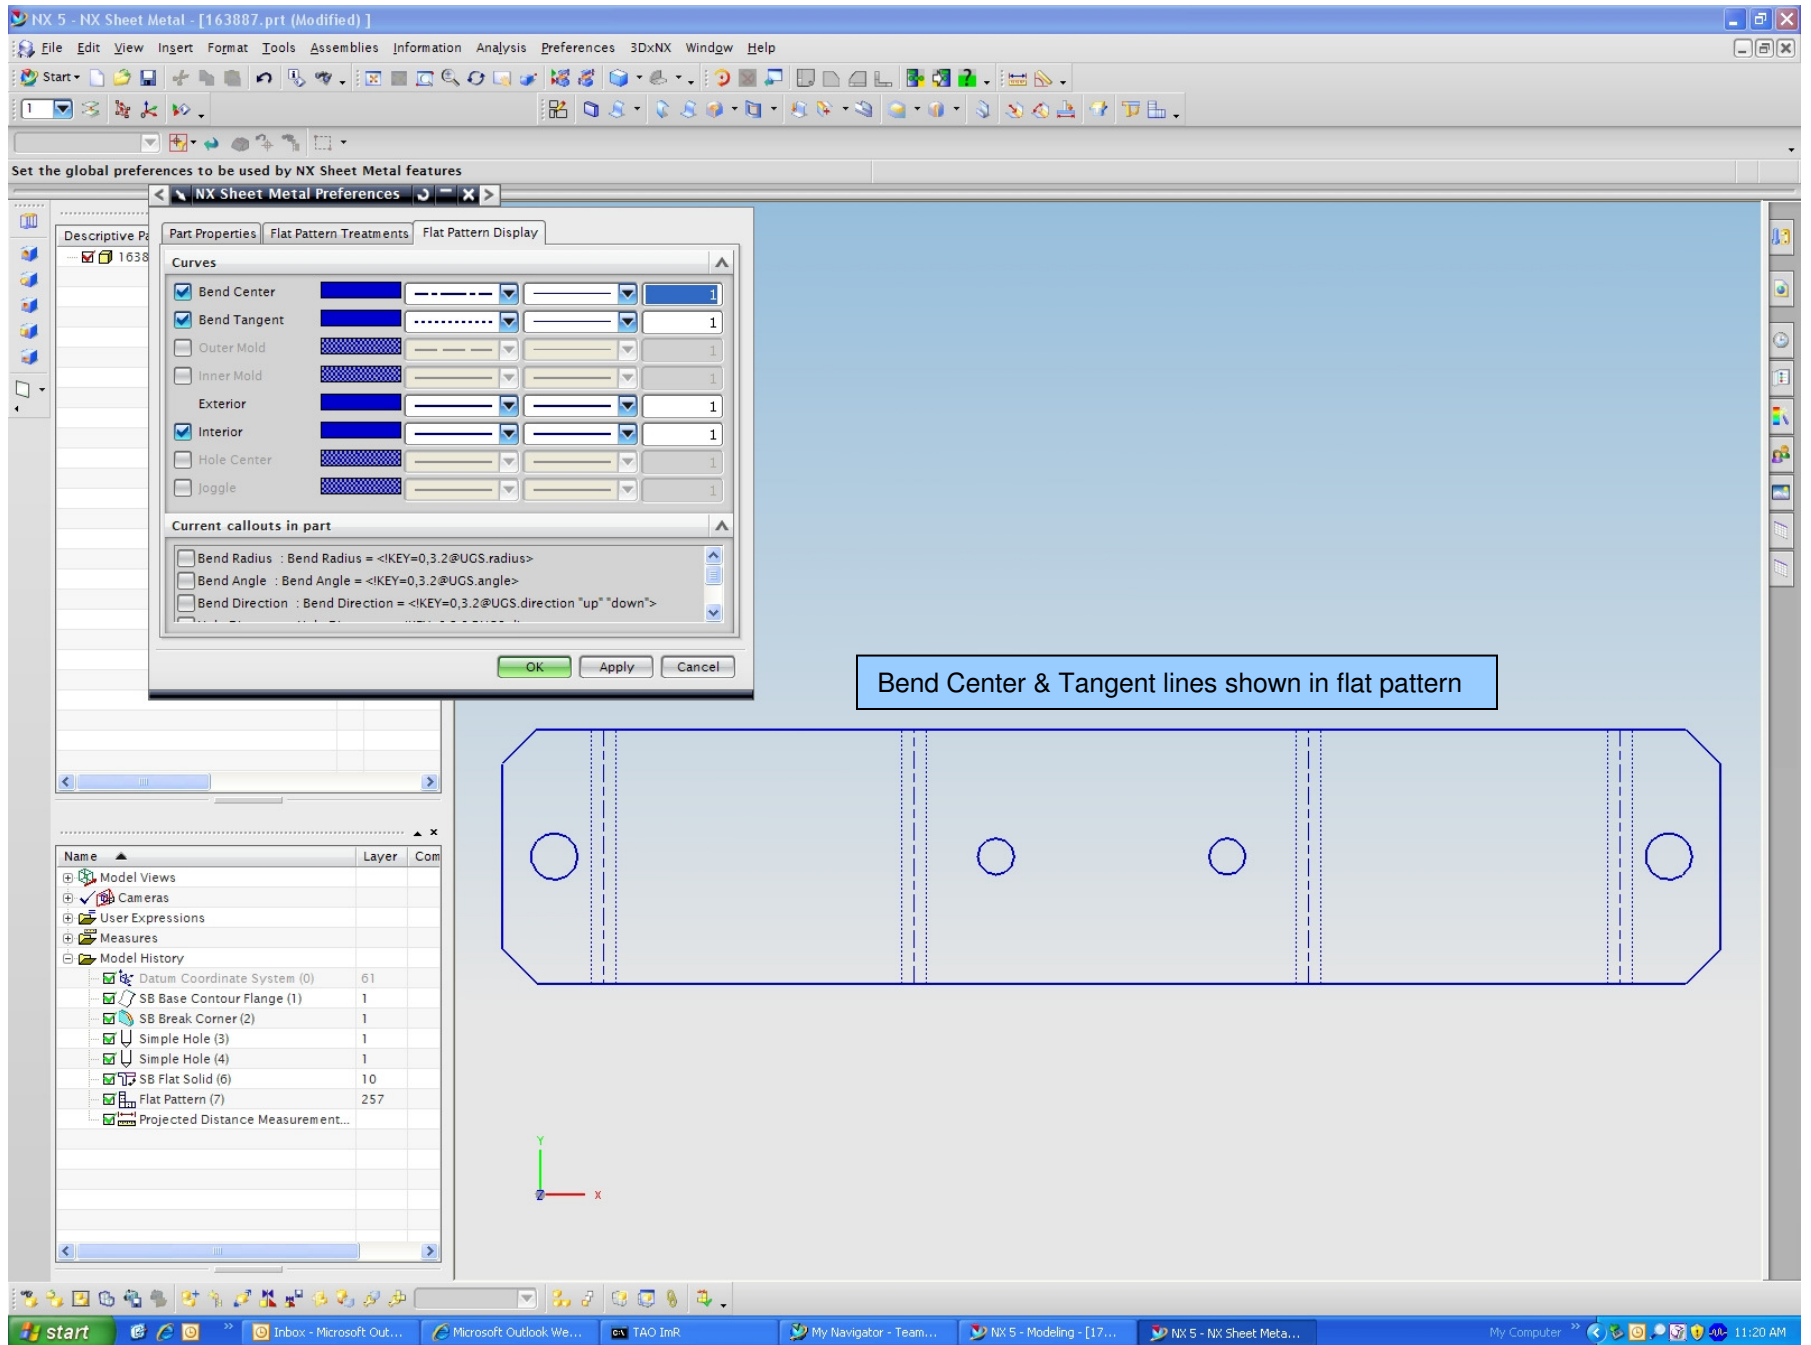 NX 5 - NX Sheet Metal - [163887.prt (Modified) ]
File Edit View Insert Format Tools Assemblies Information Analysis Preferences 3DxNX Window Help
Start
1
Set the global preferences to be used by NX Sheet Metal features
NX Sheet Metal Preferences
Part Properties Flat Pattern Treatments Flat Pattern Display
Descriptive Pa
1638
Curves
Bend Center 1
Bend Tangent 1
Outer Mold 1
Inner Mold 1
Exterior 1
Interior 1
Hole Center 1
Joggle 1
Current callouts in part
Bend Radius : Bend Radius = <!KEY=0,3.2@UGS.radius>
Bend Angle : Bend Angle = <!KEY=0,3.2@UGS.angle>
Bend Direction : Bend Direction = <!KEY=0,3.2@UGS.direction "up" "down">
OK Apply Cancel
Bend Center & Tangent lines shown in flat pattern
Name Layer Com
Model Views
Cameras
User Expressions
Measures
Model History
Datum Coordinate System (0) 61
SB Base Contour Flange (1) 1
SB Break Corner (2) 1
Simple Hole (3) 1
Simple Hole (4) 1
SB Flat Solid (6) 10
Flat Pattern (7) 257
Projected Distance Measurement...
Y
Z X
start Inbox - Microsoft Out... Microsoft Outlook We... TAO ImR My Navigator - Team... NX 5 - Modeling - [17... NX 5 - NX Sheet Meta... My Computer 11:20 AM